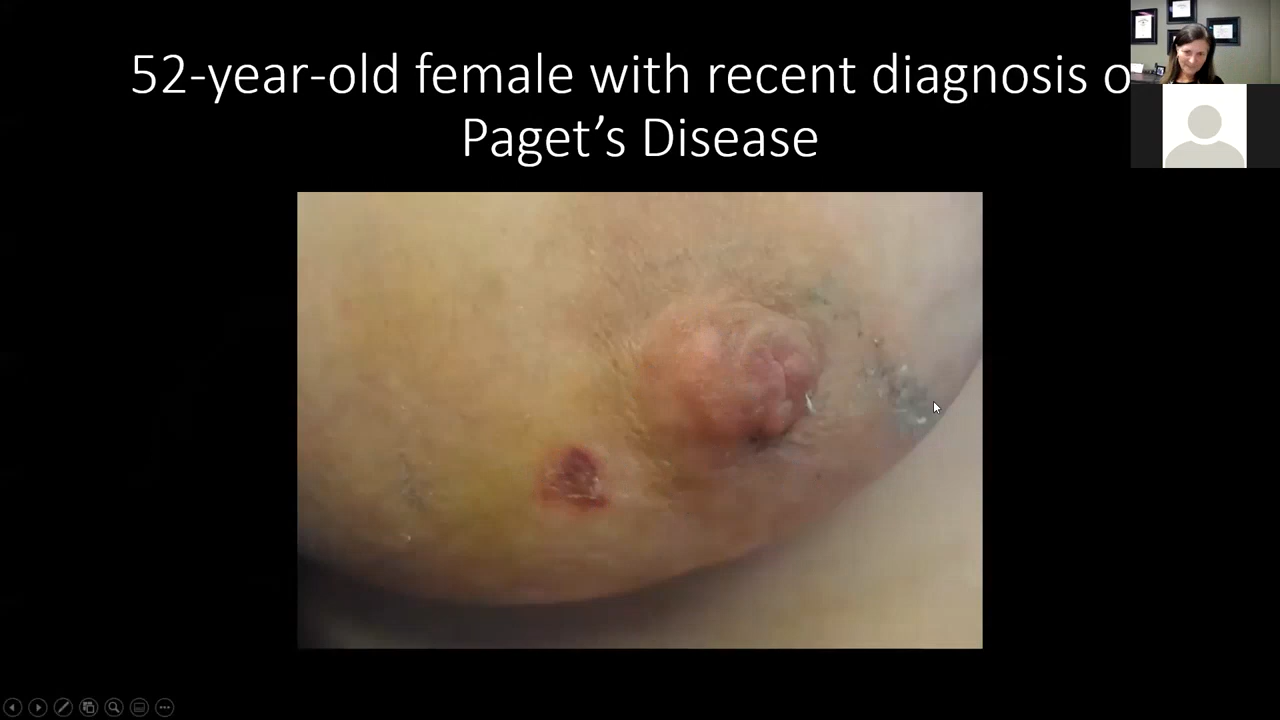 52-year-old female with recent diagnosis o
Paget’s Disease